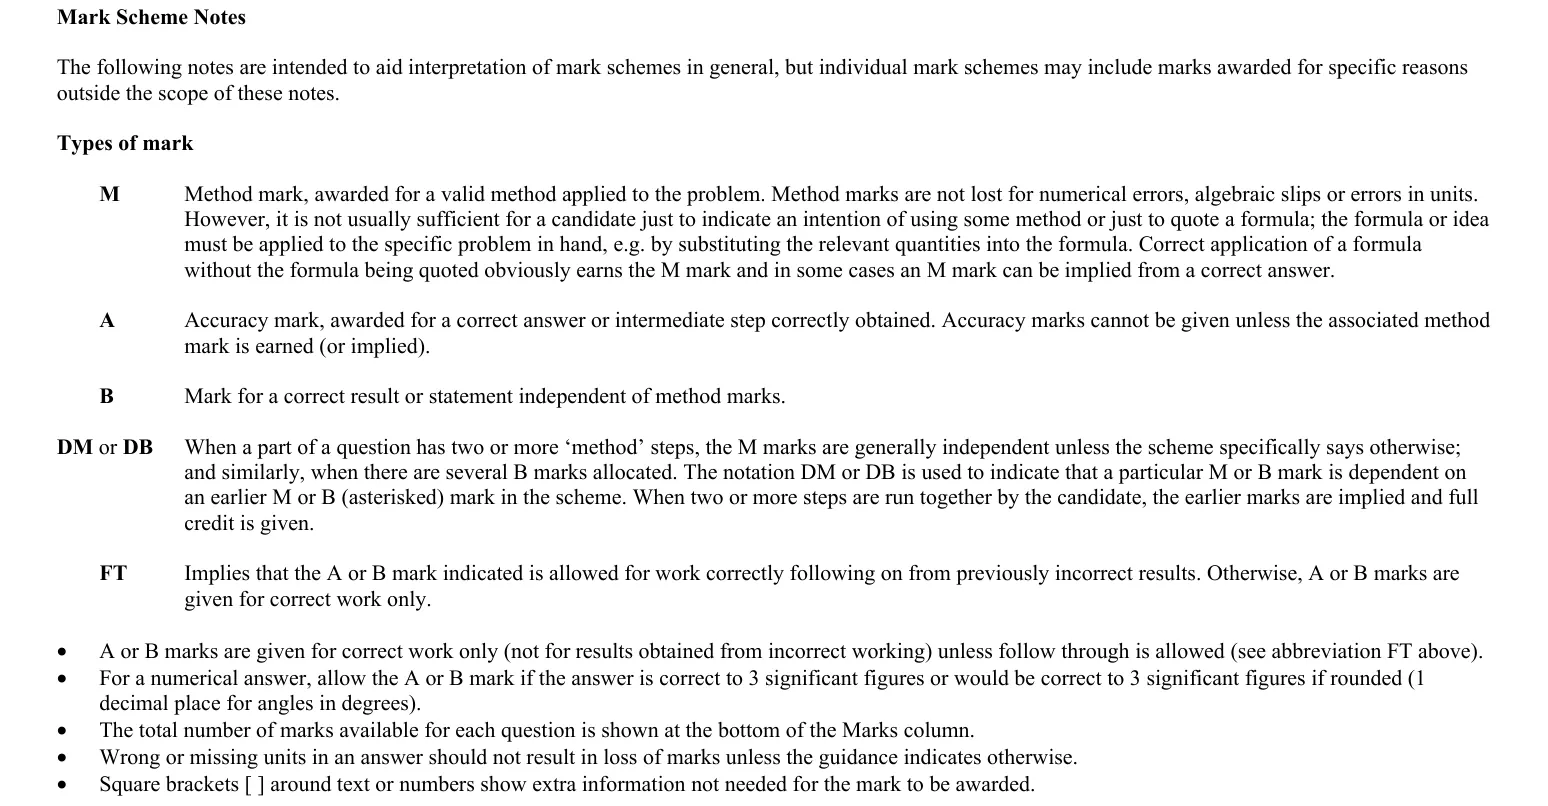 Mark Scheme Notes
The following notes are intended to aid interpretation of mark schemes in general, but individual mark schemes may include marks awarded for specific reasons
outside the scope of these notes.
Types of mark
M Method mark, awarded for a valid method applied to the problem. Method marks are not lost for numerical errors, algebraic slips or errors in units.
However, it is not usually sufficient for a candidate just to indicate an intention of using some method or just to quote a formula; the formula or idea
must be applied to the specific problem in hand, e.g. by substituting the relevant quantities into the formula. Correct application of a formula
without the formula being quoted obviously earns the M mark and in some cases an M mark can be implied from a correct answer.
A Accuracy mark, awarded for a correct answer or intermediate step correctly obtained. Accuracy marks cannot be given unless the associated method
mark is earned (or implied).
B Mark for a correct result or statement independent of method marks.
DM or DB When a part of a question has two or more ‘method’ steps, the M marks are generally independent unless the scheme specifically says otherwise;
and similarly, when there are several B marks allocated. The notation DM or DB is used to indicate that a particular M or B mark is dependent on
an earlier M or B (asterisked) mark in the scheme. When two or more steps are run together by the candidate, the earlier marks are implied and full
credit is given.
FT Implies that the A or B mark indicated is allowed for work correctly following on from previously incorrect results. Otherwise, A or B marks are
given for correct work only.
• A or B marks are given for correct work only (not for results obtained from incorrect working) unless follow through is allowed (see abbreviation FT above).
• For a numerical answer, allow the A or B mark if the answer is correct to 3 significant figures or would be correct to 3 significant figures if rounded (1
decimal place for angles in degrees).
• The total number of marks available for each question is shown at the bottom of the Marks column.
• Wrong or missing units in an answer should not result in loss of marks unless the guidance indicates otherwise.
• Square brackets [ ] around text or numbers show extra information not needed for the mark to be awarded.